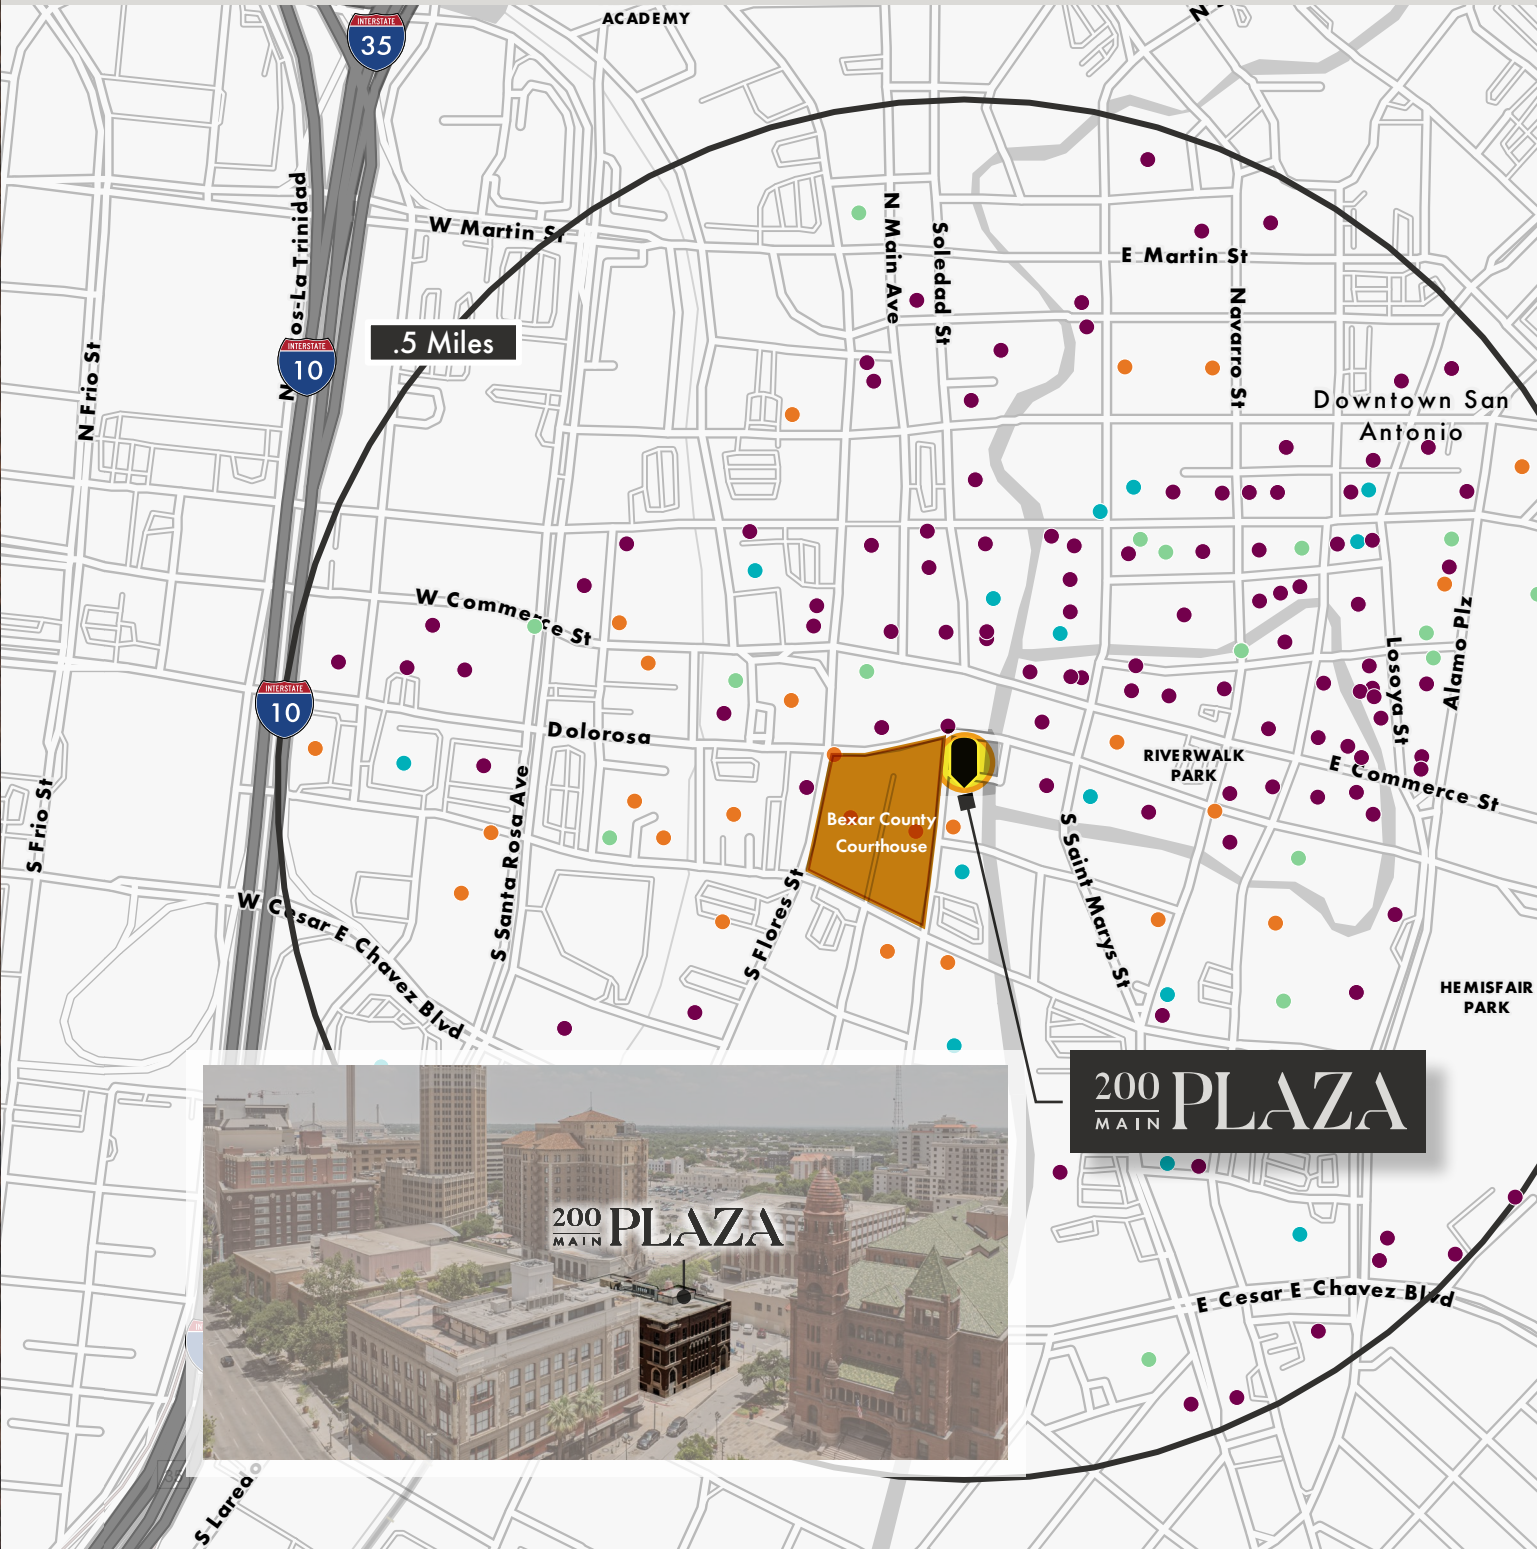 ACADEMY
INTERSTATE
35
N
W Martin St
N Main Ave
Soledad St
E Martin St
Navarro St
os-La Trinidad
N
.5 Miles
INTERSTATE
10
N Frio St
Downtown San
Antonio
W Commerce St
Losoya St
Alamo Plz
INTERSTATE
10
Dolorosa
RIVERWALK
PARK
E Commerce St
S Frio St
S Santa Rosa Ave
Bexar County
Courthouse
S Saint Marys St
S Flores St
W Cesar E Chavez Blvd
HEMISFAIR
PARK
200
MAIN
PLAZA
200
MAIN
PLAZA
E Cesar E Chavez Blvd
S Laredo